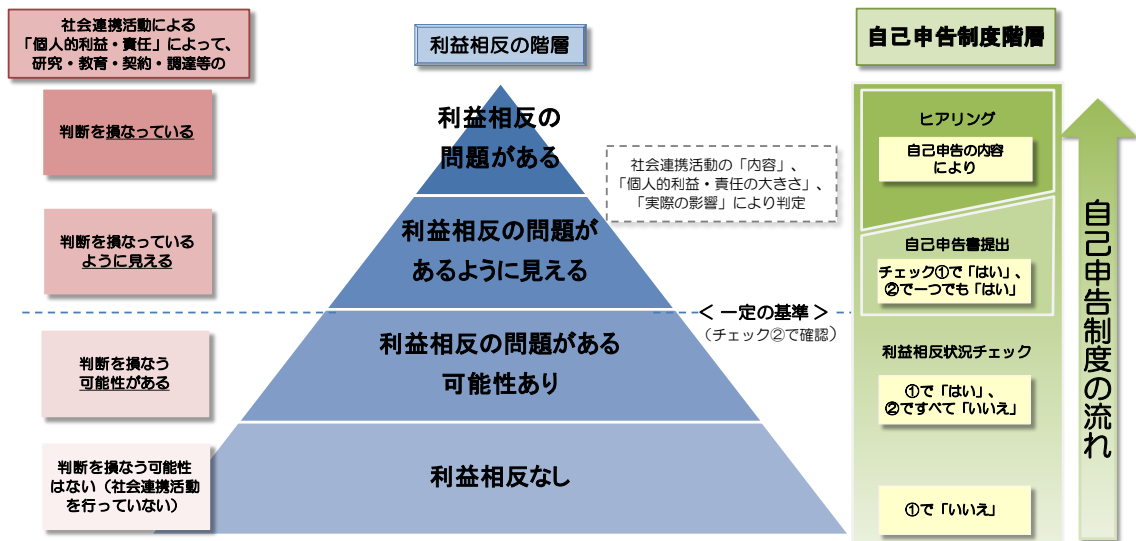 社会連携活動による
「個人的利益・責任」によって、
研究・教育・契約・調達等の
判断を損なっている
判断を損なっている
ように見える
判断を損なう
可能性がある
判断を損なう可能性
はない（社会連携活動
を行っていない）
利益相反の階層
利益相反の
問題がある
利益相反の問題が
あるように見える
利益相反の問題がある
可能性あり
利益相反なし
社会連携活動の「内容」、
「個人的利益・責任の大きさ」、
「実際の影響」により判定
＜ 一定の基準 ＞
（チェック②で確認）
自己申告制度階層
ヒアリング
自己申告の内容
により
自己申告書提出
チェック①で「はい」、
②で一つでも「はい」
利益相反状況チェック
①で「はい」、
②ですべて「いいえ」
①で「いいえ」
自己申告制度の流れ